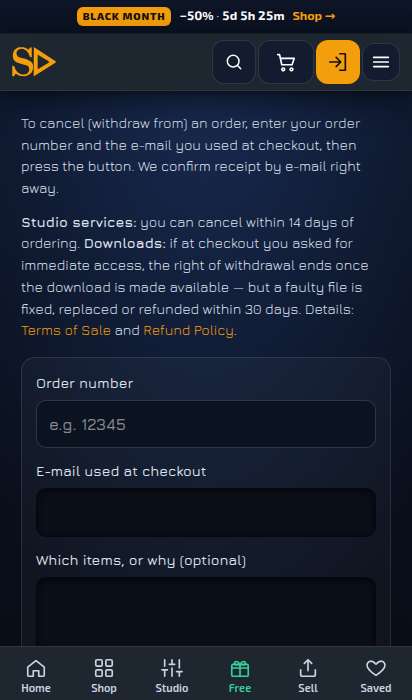 BLACK MONTH −50% · 5d 5h 25m Shop →
S
To cancel (withdraw from) an order, enter your order
number and the e-mail you used at checkout, then
press the button. We confirm receipt by e-mail right
away.
Studio services: you can cancel within 14 days of
ordering. Downloads: if at checkout you asked for
immediate access, the right of withdrawal ends once
the download is made available — but a faulty file is
fixed, replaced or refunded within 30 days. Details:
Terms of Sale and Refund Policy.
Order number
e.g. 12345
E-mail used at checkout
Which items, or why (optional)
Home Shop Studio Free Sell Saved